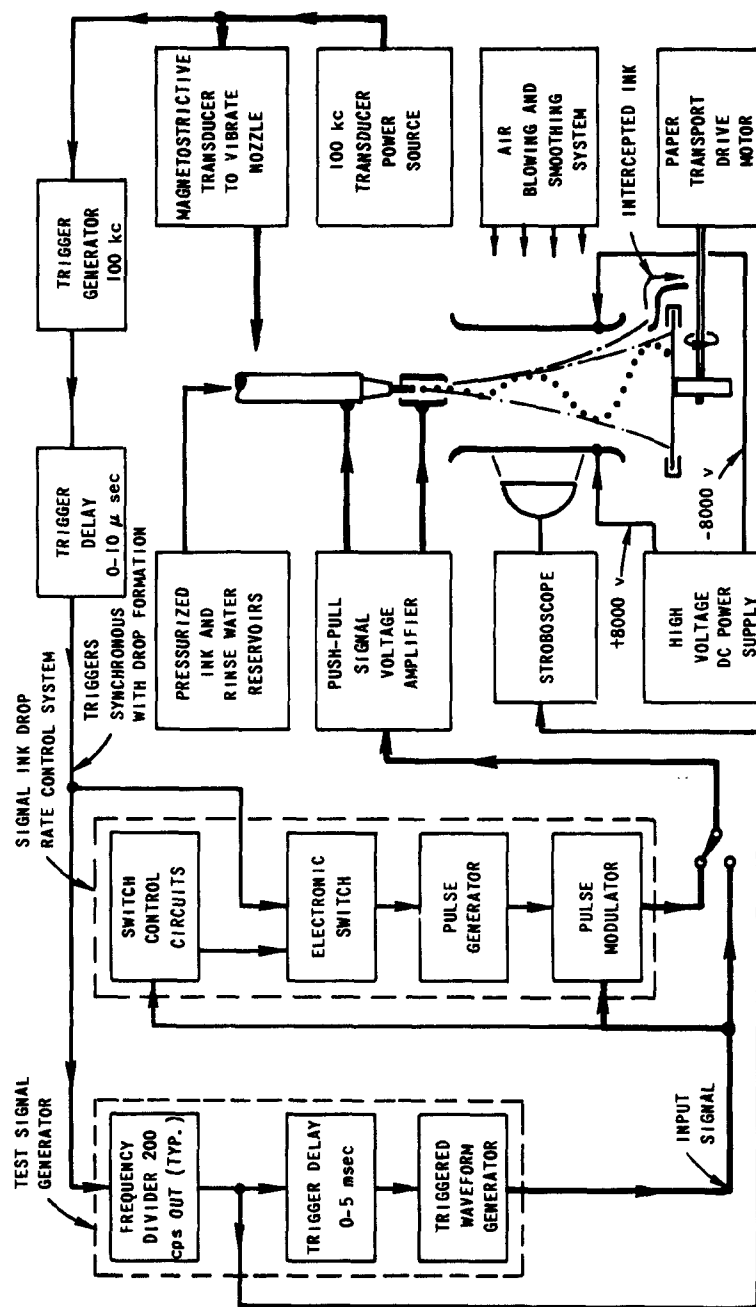 TEST SIGNAL
GENERATOR
FREQUENCY
DIVIDER 200
cps OUT (TYP.)
TRIGGER DELAY
0-5 msec
TRIGGERED
WAVEFORM
GENERATOR
INPUT
SIGNAL
SIGNAL INK DROP
RATE CONTROL SYSTEM
SWITCH
CONTROL
CIRCUITS
ELECTRONIC
SWITCH
PULSE
GENERATOR
PULSE
MODULATOR
TRIGGERS
SYNCHRONOUS
WITH DROP FORMATION
TRIGGER
DELAY
0-10 μ sec
TRIGGER
GENERATOR
100 kc
PRESSURIZED
INK AND
RINSE WATER
RESERVOIRS
PUSH-PULL
SIGNAL
VOLTAGE
AMPLIFIER
STROBOSCOPE
+8000 v
HIGH
VOLTAGE
DC POWER
SUPPLY
-8000 v
MAGNETOSTRICTIVE
TRANSDUCER
TO VIBRATE
NOZZLE
100 kc
TRANSDUCER
POWER
SOURCE
AIR
BLOWING AND
SMOOTHING
SYSTEM
INTERCEPTED INK
PAPER
TRANSPORT
DRIVE
MOTOR